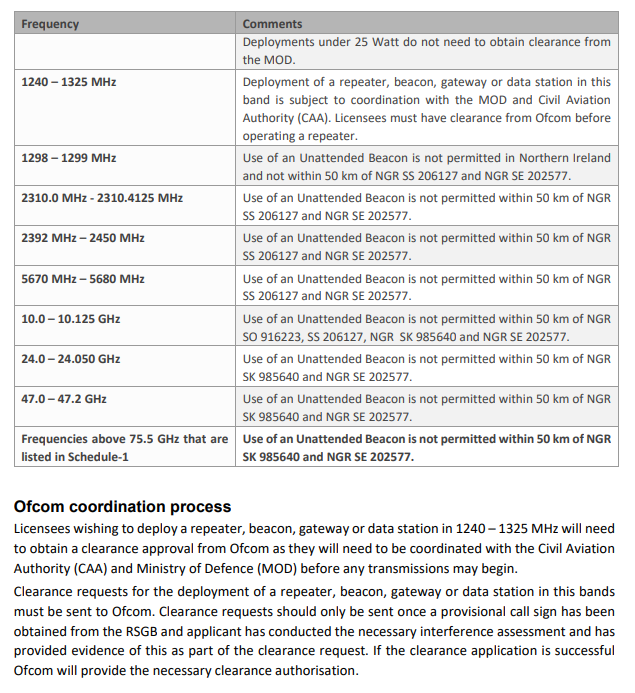 Frequency Comments
Deployments under 25 Watt do not need to obtain clearance from
the MOD.
1240 – 1325 MHz Deployment of a repeater, beacon, gateway or data station in this
band is subject to coordination with the MOD and Civil Aviation
Authority (CAA). Licensees must have clearance from Ofcom before
operating a repeater.
1298 – 1299 MHz Use of an Unattended Beacon is not permitted in Northern Ireland
and not within 50 km of NGR SS 206127 and NGR SE 202577.
2310.0 MHz - 2310.4125 MHz Use of an Unattended Beacon is not permitted within 50 km of NGR
SS 206127 and NGR SE 202577.
2392 MHz – 2450 MHz Use of an Unattended Beacon is not permitted within 50 km of NGR
SS 206127 and NGR SE 202577.
5670 MHz – 5680 MHz Use of an Unattended Beacon is not permitted within 50 km of NGR
SS 206127 and NGR SE 202577.
10.0 – 10.125 GHz Use of an Unattended Beacon is not permitted within 50 km of NGR
SO 916223, SS 206127, NGR SK 985640 and NGR SE 202577.
24.0 – 24.050 GHz Use of an Unattended Beacon is not permitted within 50 km of NGR
SK 985640 and NGR SE 202577.
47.0 – 47.2 GHz Use of an Unattended Beacon is not permitted within 50 km of NGR
SK 985640 and NGR SE 202577.
Frequencies above 75.5 GHz that are Use of an Unattended Beacon is not permitted within 50 km of NGR
listed in Schedule-1 SK 985640 and NGR SE 202577.
Ofcom coordination process
Licensees wishing to deploy a repeater, beacon, gateway or data station in 1240 – 1325 MHz will need
to obtain a clearance approval from Ofcom as they will need to be coordinated with the Civil Aviation
Authority (CAA) and Ministry of Defence (MOD) before any transmissions may begin.
Clearance requests for the deployment of a repeater, beacon, gateway or data station in this bands
must be sent to Ofcom. Clearance requests should only be sent once a provisional call sign has been
obtained from the RSGB and applicant has conducted the necessary interference assessment and has
provided evidence of this as part of the clearance request. If the clearance application is successful
Ofcom will provide the necessary clearance authorisation.